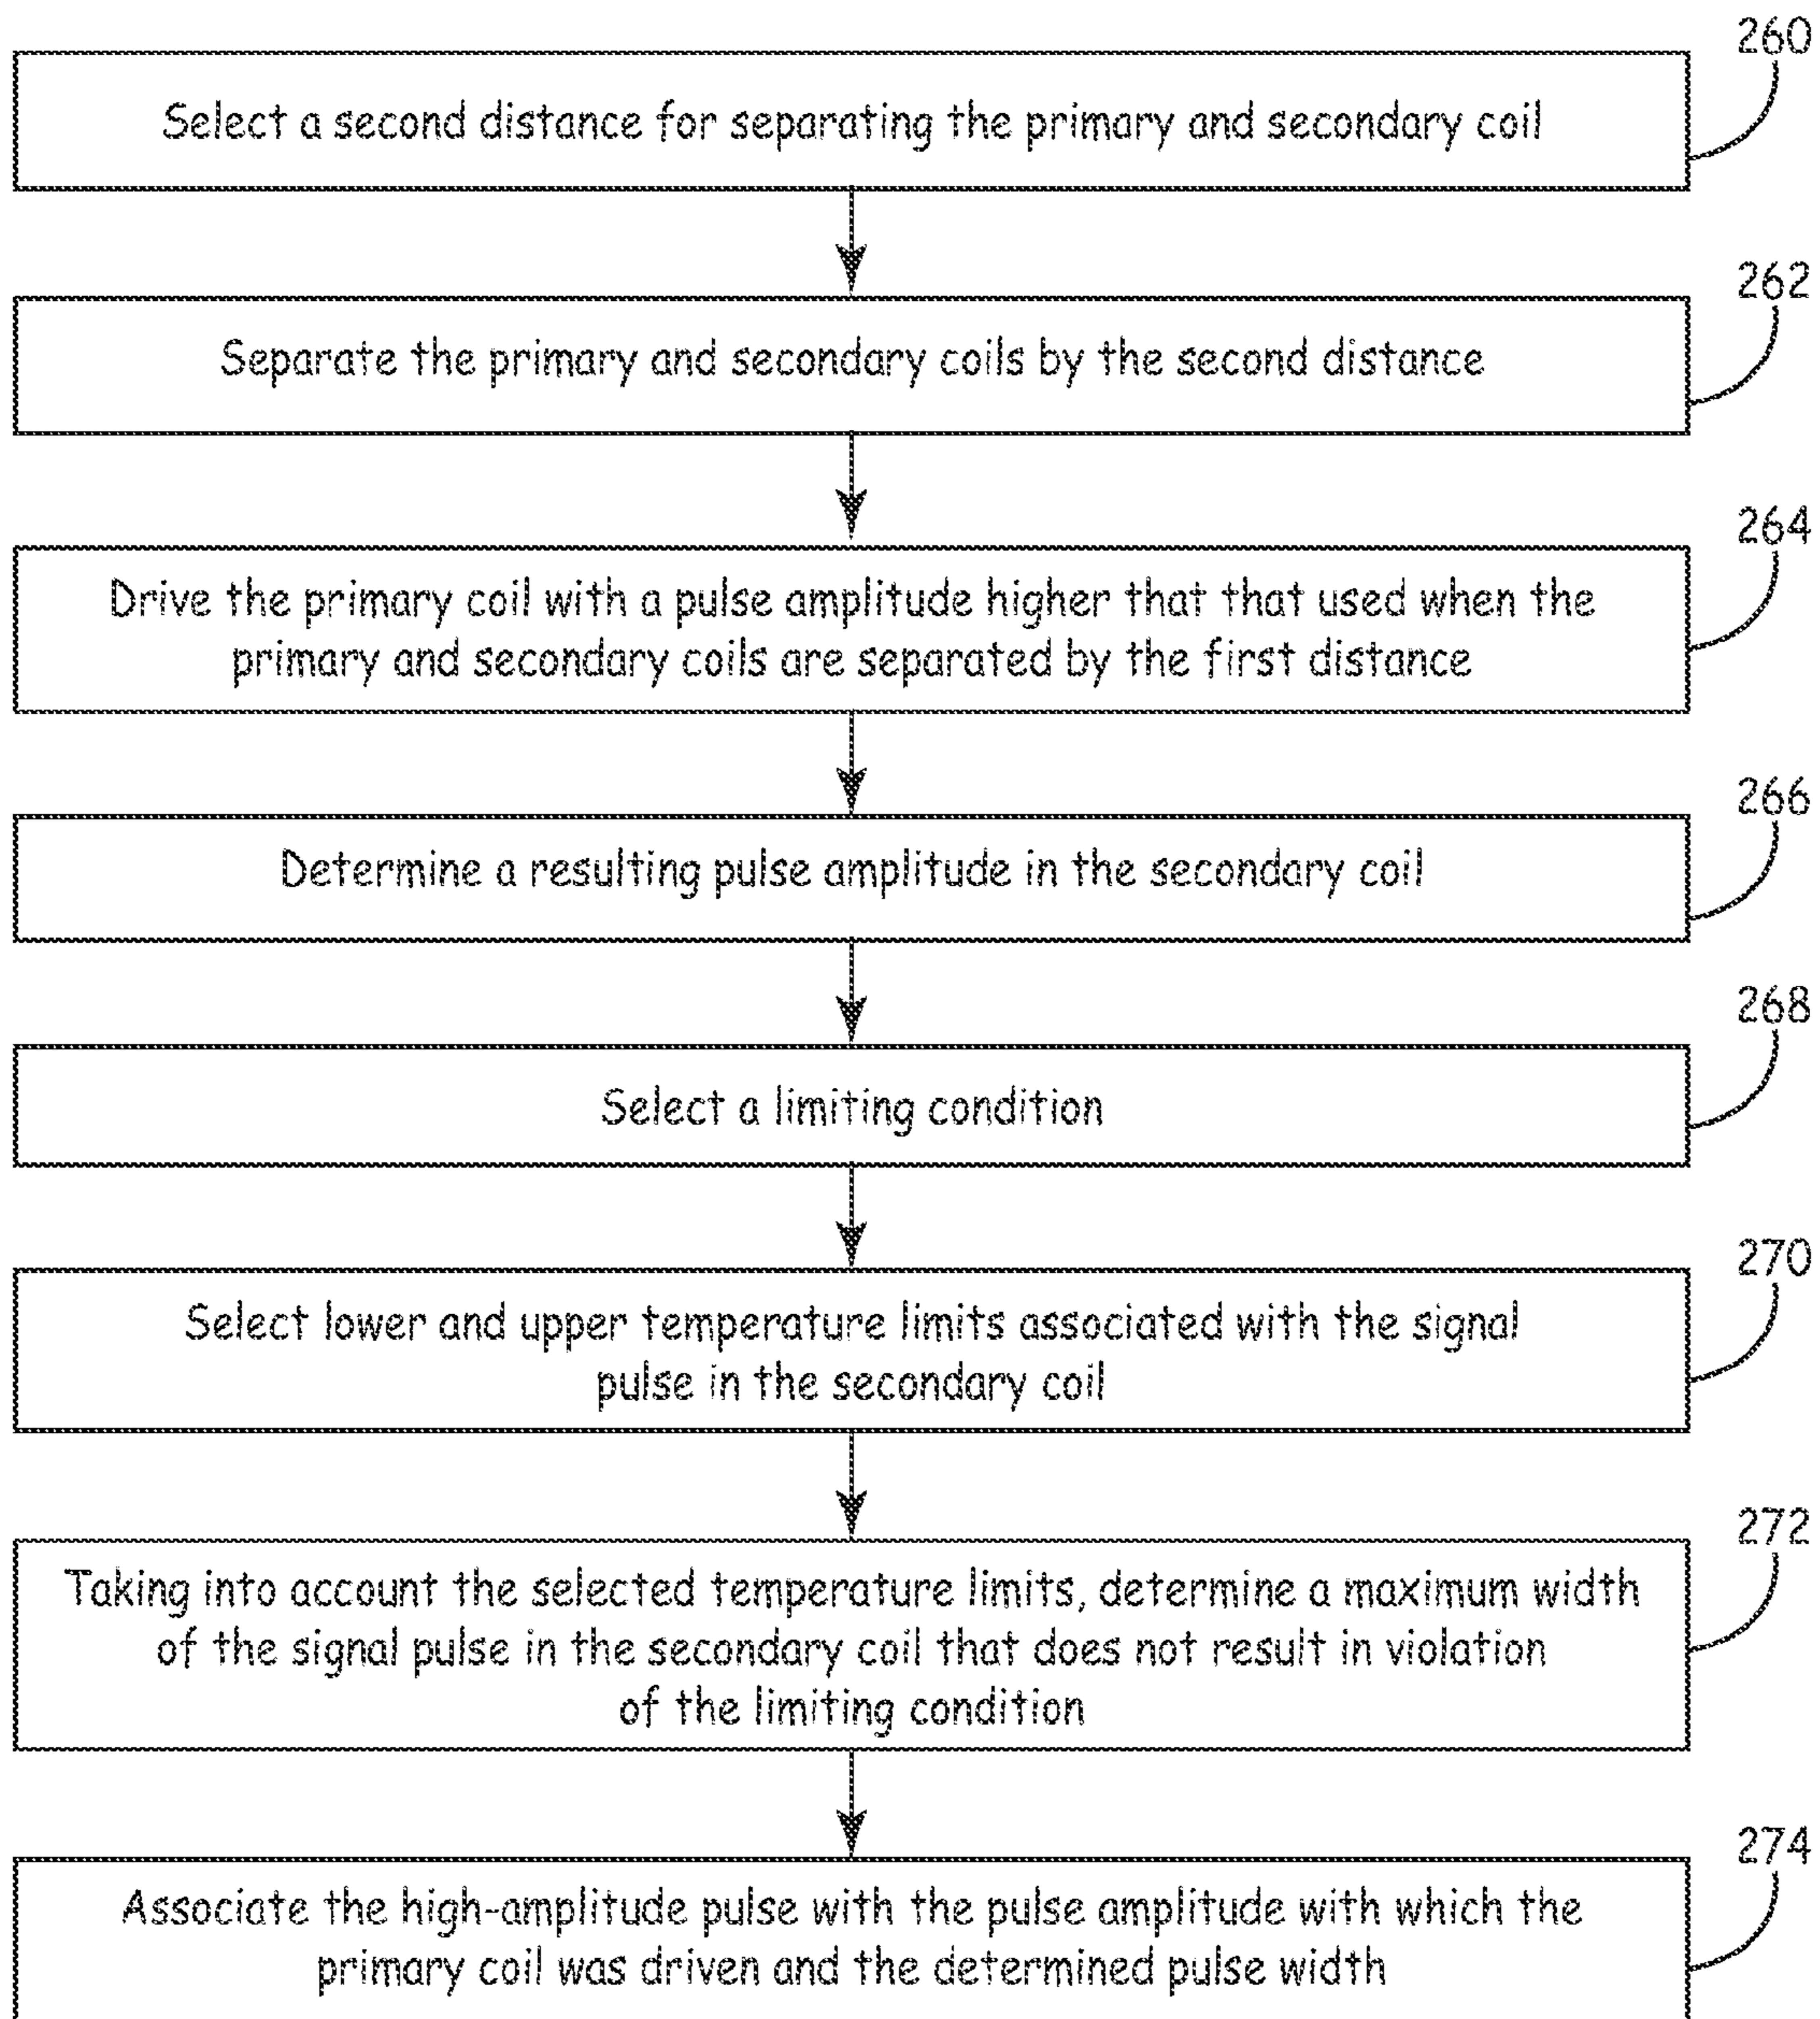 260
Select a second distance for separating the primary and secondary coil
262
Separate the primary and secondary coils by the second distance
264
Drive the primary coil with a pulse amplitude higher that that used when the
primary and secondary coils are separated by the first distance
266
Determine a resulting pulse amplitude in the secondary coil
268
Select a limiting condition
270
Select lower and upper temperature limits associated with the signal
pulse in the secondary coil
272
Taking into account the selected temperature limits, determine a maximum width
of the signal pulse in the secondary coil that does not result in violation
of the limiting condition
274
Associate the high-amplitude pulse with the pulse amplitude with which the
primary coil was driven and the determined pulse width